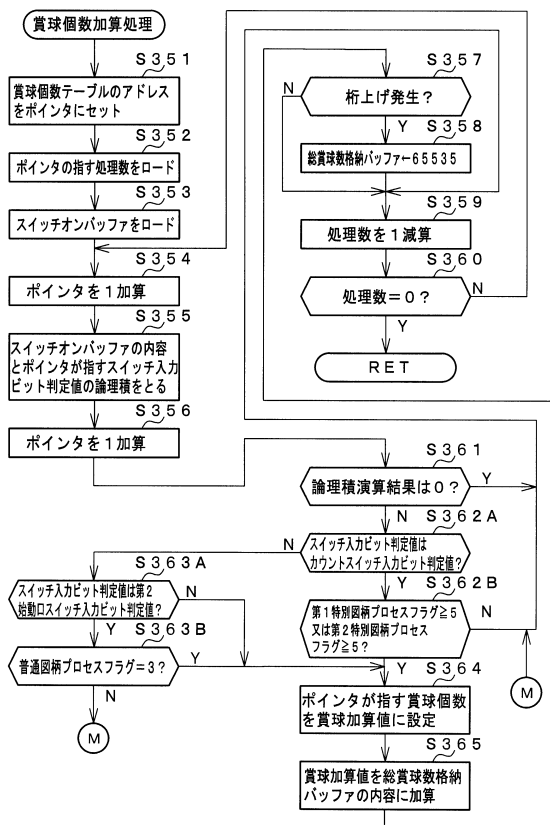 賞球個数加算処理
S351
賞球個数テーブルのアドレス
をポインタにセット
S352
ポインタの指す処理数をロード
S353
スイッチオンバッファをロード
S354
ポインタを1加算
S355
スイッチオンバッファの内容
とポインタが指すスイッチ入力
ビット判定値の論理積をとる
S356
ポインタを1加算
S357
桁上げ発生?
N
Y
S358
総賞球数格納バッファ←65535
S359
処理数を1減算
S360
処理数=0?
N
Y
RET
S361
論理積演算結果は0?
Y
N
S362A
スイッチ入力ビット判定値は
カウントスイッチ入力ビット判定値?
N
Y
S362B
第1特別図柄プロセスフラグ≧5
又は第2特別図柄プロセス
フラグ≧5?
N
Y
M
S363A
スイッチ入力ビット判定値は第2
始動口スイッチ入力ビット判定値?
N
Y
S363B
普通図柄プロセスフラグ=3?
Y
N
M
S364
ポインタが指す賞球個数
を賞球加算値に設定
S365
賞球加算値を総賞球数格納
バッファの内容に加算